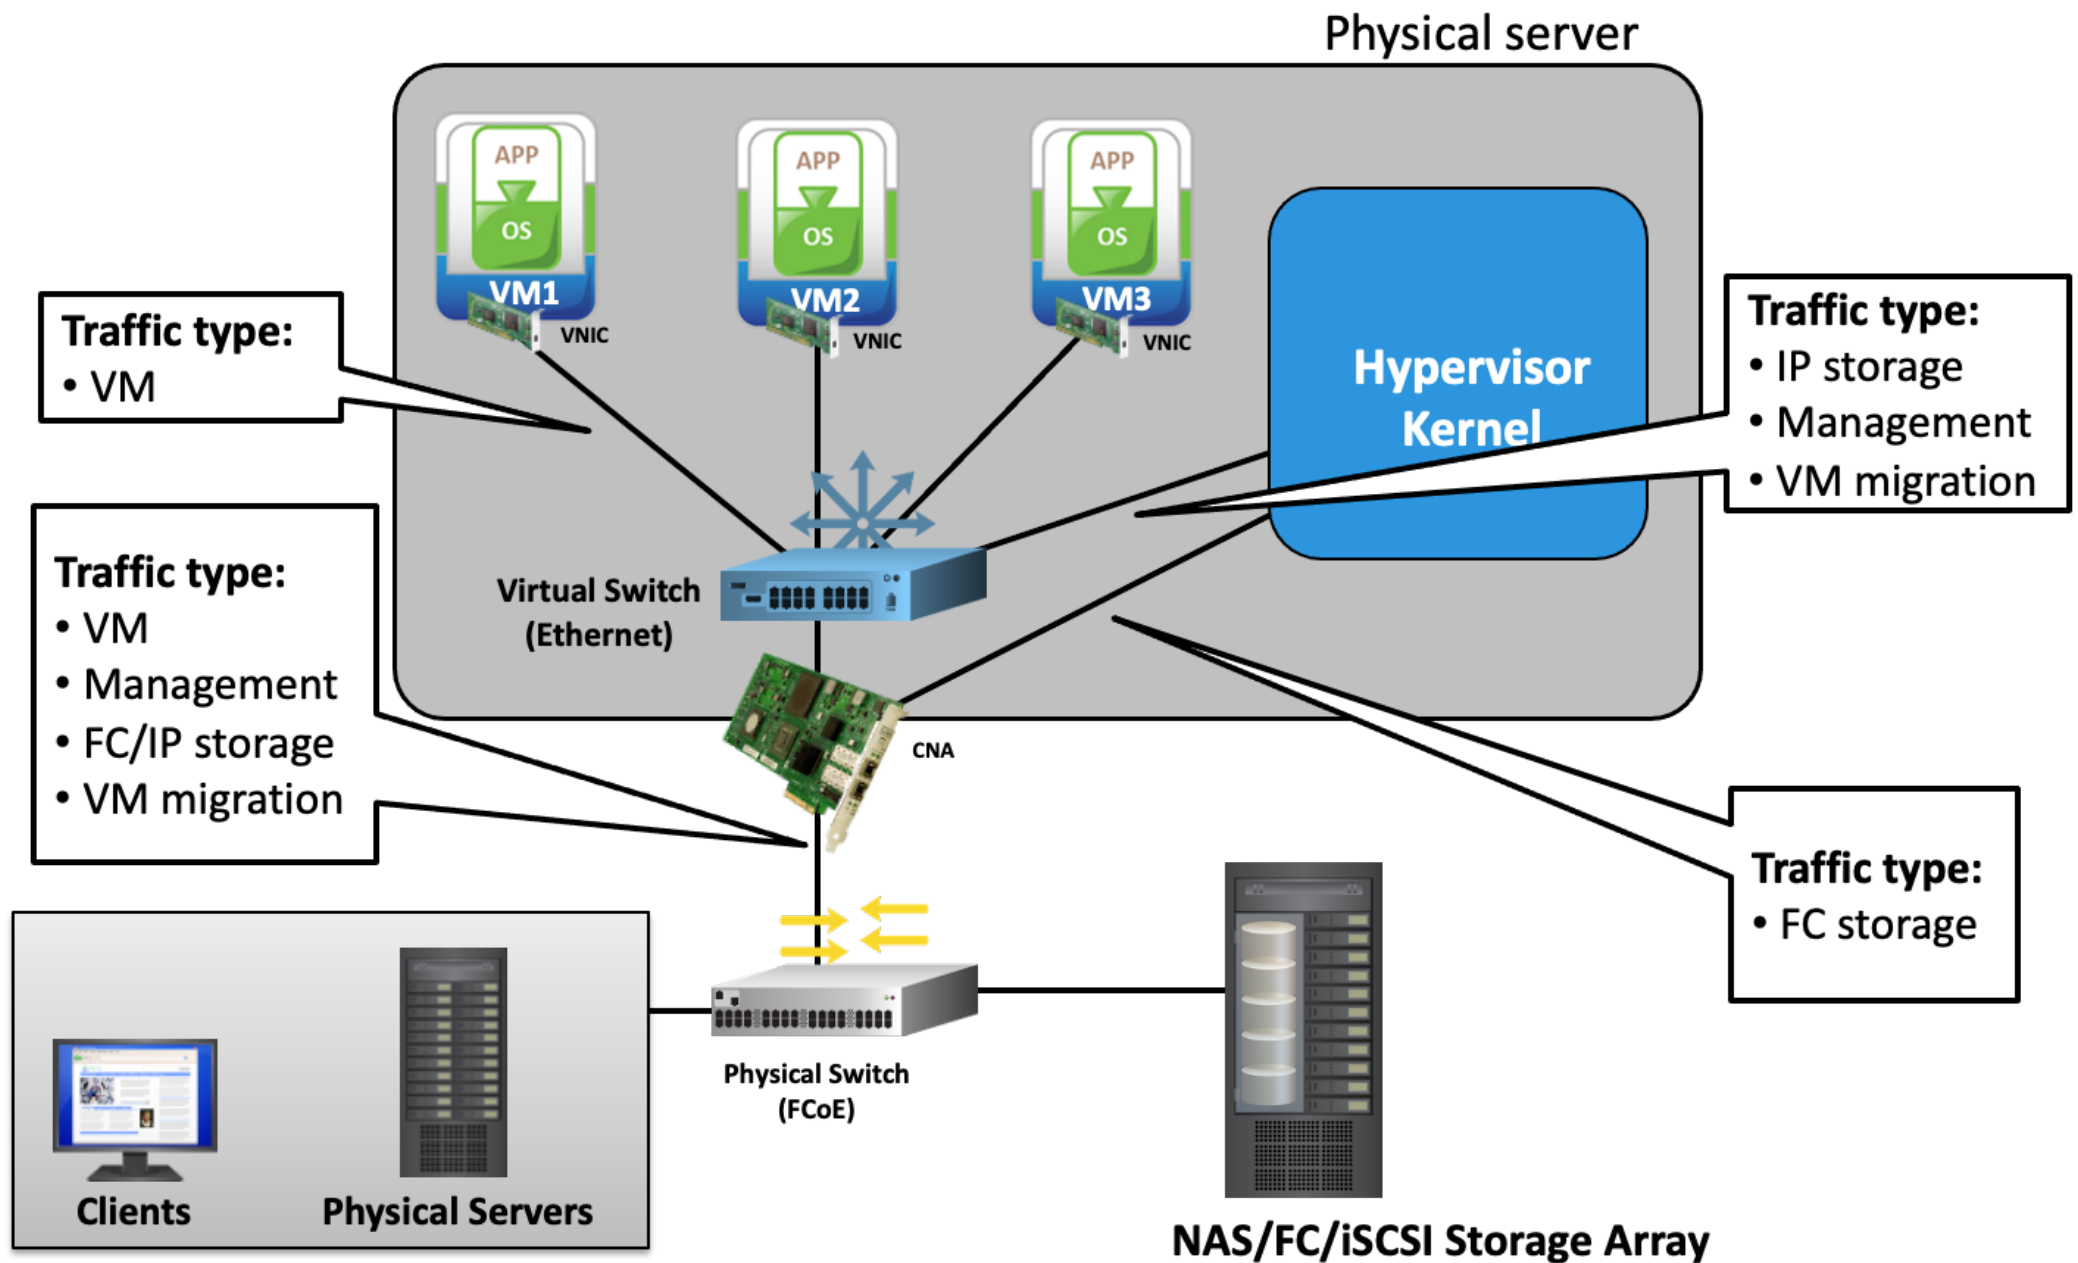 Physical server
APP
OS
VM1
VNIC
APP
OS
VM2
VNIC
APP
OS
VM3
VNIC
Hypervisor
Kernel
Traffic type:
• VM
Traffic type:
• IP storage
• Management
• VM migration
Virtual Switch
(Ethernet)
Traffic type:
• VM
• Management
• FC/IP storage
• VM migration
CNA
Traffic type:
• FC storage
Physical Switch
(FCoE)
Clients
Physical Servers
NAS/FC/iSCSI Storage Array